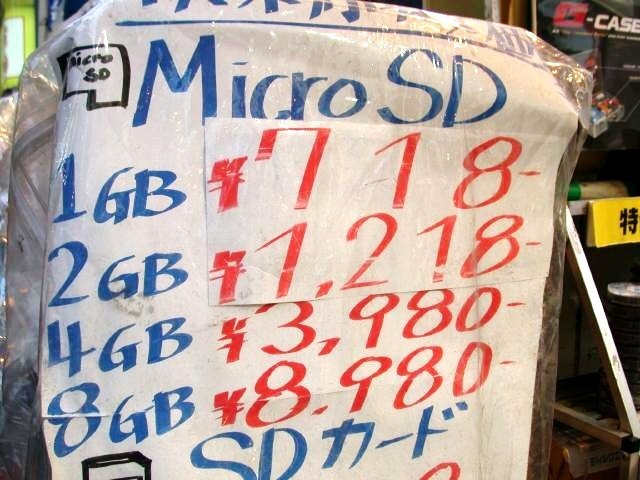 Micro
SD
MicroSD
1GB ¥718-
2GB ¥1,218-
4GB ¥3,980-
8GB ¥8,980-
SDカード
G-CASE
特